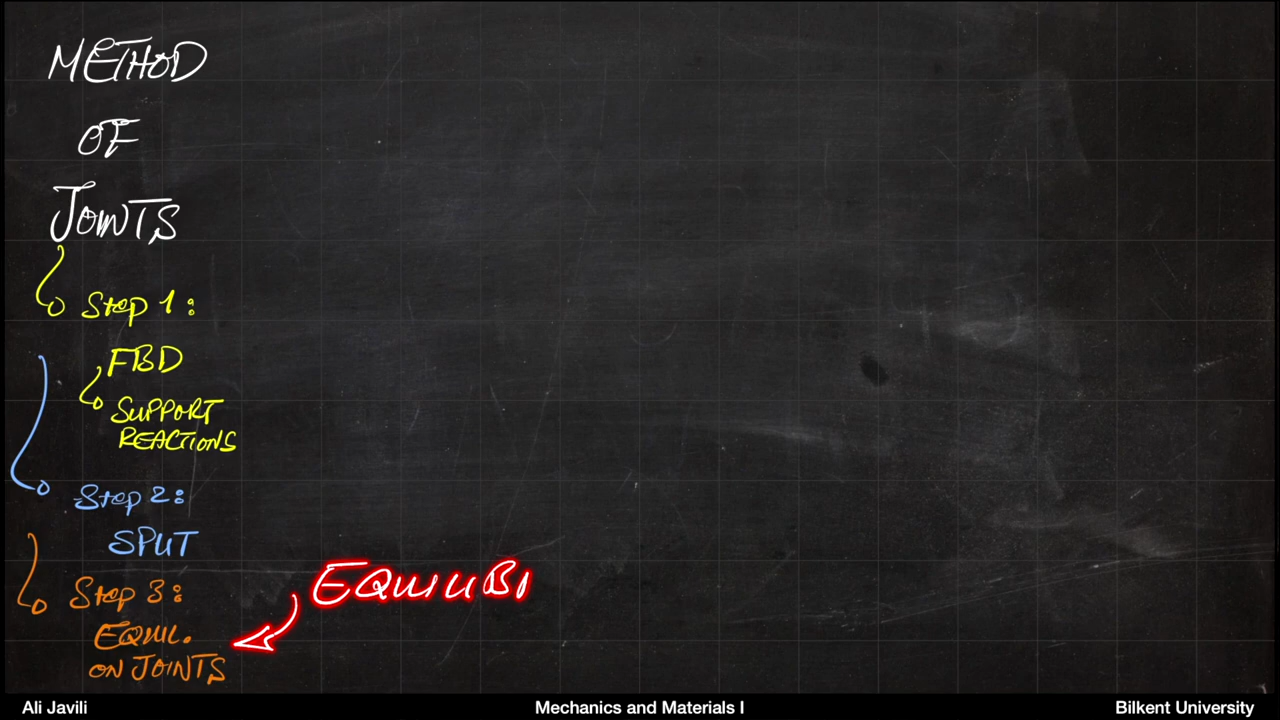 METHOD
OF
JOINTS
Step 1:
FBD
SUPPORT
REACTIONS
Step 2:
SPLIT
Step 3:
EQUIL.
ON JOINTS
EQUILIBI
Ali Javili
Mechanics and Materials I
Bilkent University